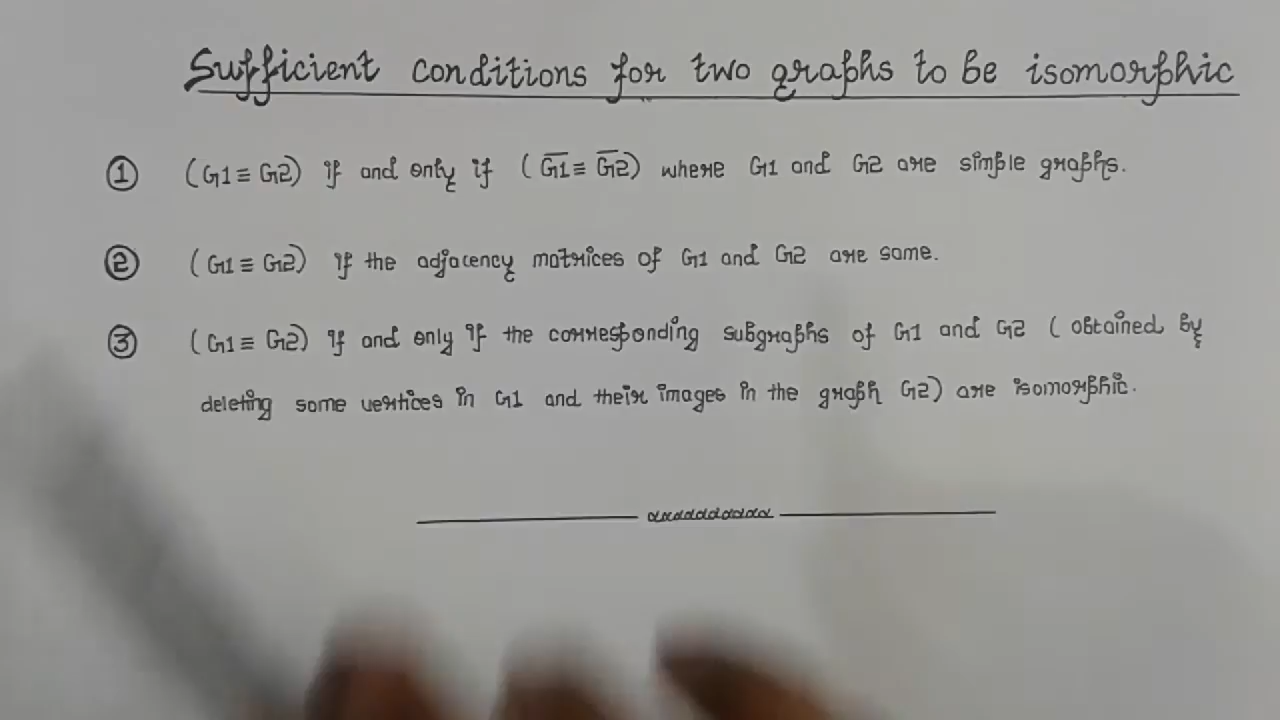 Sufficient conditions for two graphs to be isomorphic
① (G1 ≡ G2) if and only if ( G̅1̅ ≡ G̅2̅ ) where G1 and G2 are simple graphs.
② (G1 ≡ G2) if the adjacency matrices of G1 and G2 are same.
③ (G1 ≡ G2) if and only if the corresponding subgraphs of G1 and G2 ( obtained by
deleting some vertices in G1 and their images in the graph G2) are isomorphic.